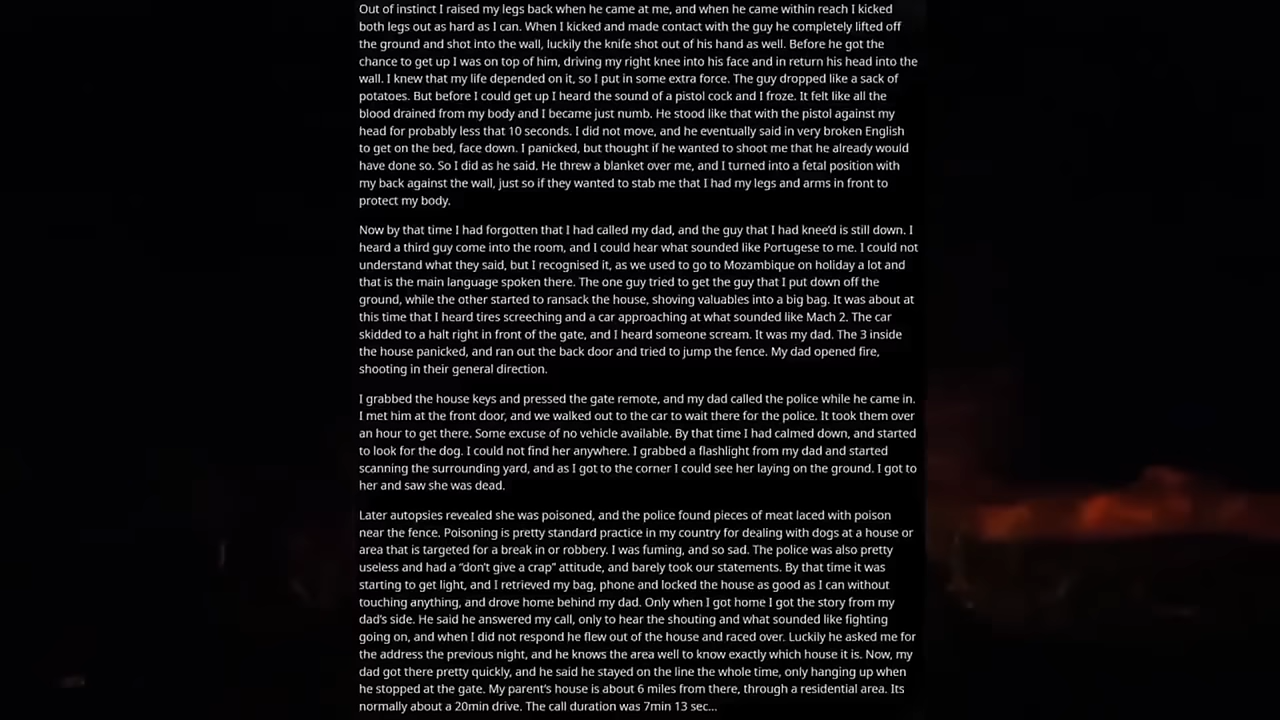 Out of instinct I raised my legs back when he came at me, and when he came within reach I kicked
both legs out as hard as I can. When I kicked and made contact with the guy he completely lifted off
the ground and shot into the wall, luckily the knife shot out of his hand as well. Before he got the
chance to get up I was on top of him, driving my right knee into his face and in return his head into the
wall. I knew that my life depended on it, so I put in some extra force. The guy dropped like a sack of
potatoes. But before I could get up I heard the sound of a pistol cock and I froze. It felt like all the
blood drained from my body and I became just numb. He stood like that with the pistol against my
head for probably less that 10 seconds. I did not move, and he eventually said in very broken English
to get on the bed, face down. I panicked, but thought if he wanted to shoot me that he already would
have done so. So I did as he said. He threw a blanket over me, and I turned into a fetal position with
my back against the wall, just so if they wanted to stab me that I had my legs and arms in front to
protect my body.
Now by that time I had forgotten that I had called my dad, and the guy that I had knee'd is still down. I
heard a third guy come into the room, and I could hear what sounded like Portugese to me. I could not
understand what they said, but I recognised it, as we used to go to Mozambique on holiday a lot and
that is the main language spoken there. The one guy tried to get the guy that I put down off the
ground, while the other started to ransack the house, shoving valuables into a big bag. It was about at
this time that I heard tires screeching and a car approaching at what sounded like Mach 2. The car
skidded to a halt right in front of the gate, and I heard someone scream. It was my dad. The 3 inside
the house panicked, and ran out the back door and tried to jump the fence. My dad opened fire,
shooting in their general direction.
I grabbed the house keys and pressed the gate remote, and my dad called the police while he came in.
I met him at the front door, and we walked out to the car to wait there for the police. It took them over
an hour to get there. Some excuse of no vehicle available. By that time I had calmed down, and started
to look for the dog. I could not find her anywhere. I grabbed a flashlight from my dad and started
scanning the surrounding yard, and as I got to the corner I could see her laying on the ground. I got to
her and saw she was dead.
Later autopsies revealed she was poisoned, and the police found pieces of meat laced with poison
near the fence. Poisoning is pretty standard practice in my country for dealing with dogs at a house or
area that is targeted for a break in or robbery. I was fuming, and so sad. The police was also pretty
useless and had a “don’t give a crap” attitude, and barely took our statements. By that time it was
starting to get light, and I retrieved my bag, phone and locked the house as good as I can without
touching anything, and drove home behind my dad. Only when I got home I got the story from my
dad’s side. He said he answered my call, only to hear the shouting and what sounded like fighting
going on, and when I did not respond he flew out of the house and raced over. Luckily he asked me for
the address the previous night, and he knows the area well to know exactly which house it is. Now, my
dad got there pretty quickly, and he said he stayed on the line the whole time, only hanging up when
he stopped at the gate. My parent’s house is about 6 miles from there, through a residential area. Its
normally about a 20min drive. The call duration was 7min 13 sec...